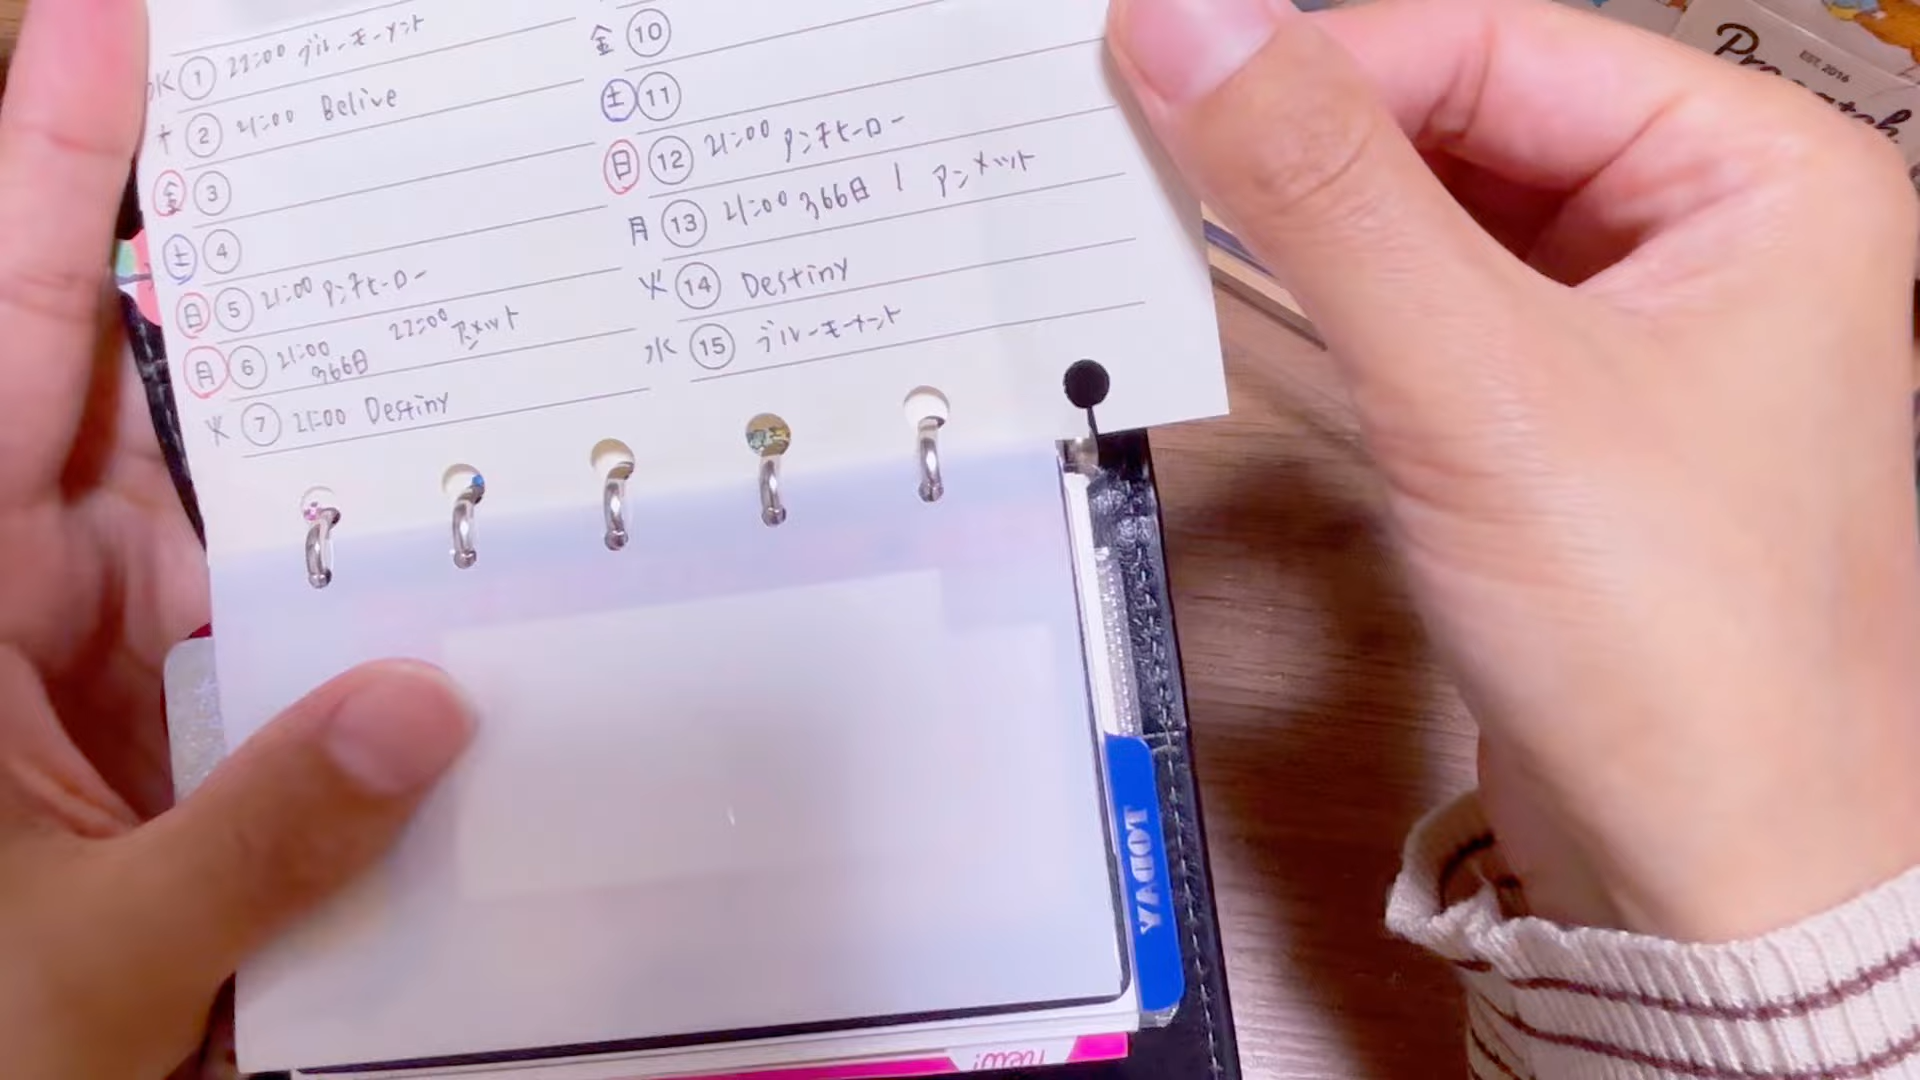 水 1 22:00 ブルーモーメント
木 2 21:00 Belive
金 3
土 4
日 5 21:00 アンチヒーロー
月 6 21:00 366日 22:00 アンメット
火 7 21:00 Destiny
金 10
土 11
日 12 21:00 アンチヒーロー
月 13 21:00 366日 / アンメット
火 14 Destiny
水 15 ブルーモーメント
TODAY
New!
EST. 2016